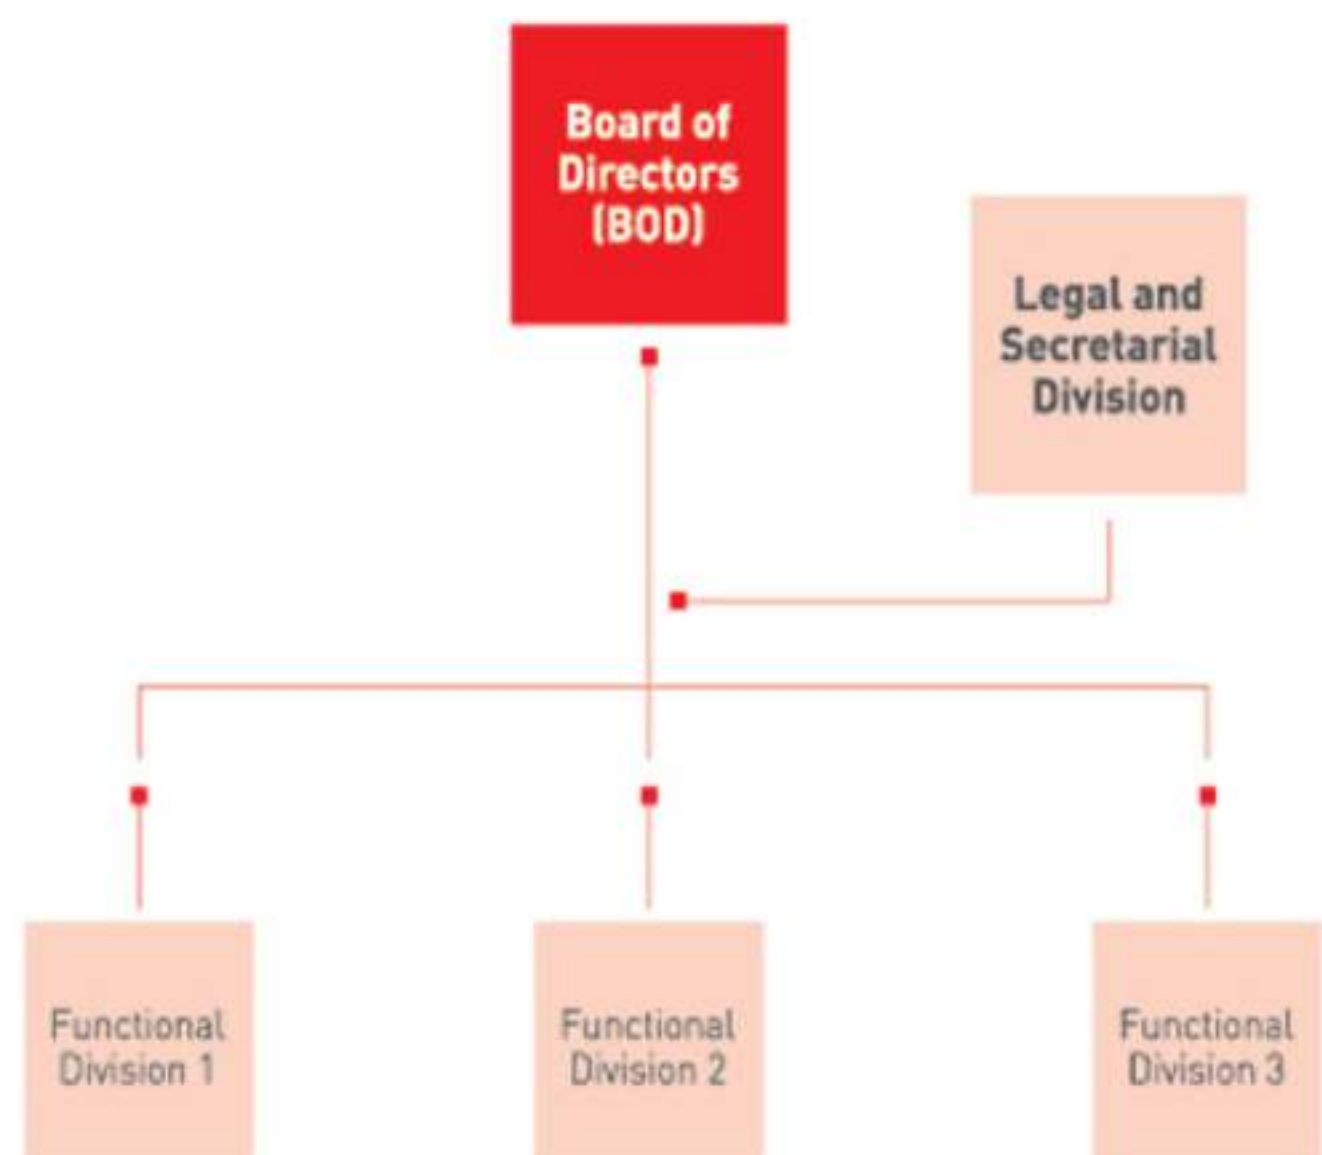 Board of
Directors
(BOD)
Legal and
Secretarial
Division
Functional
Division 1
Functional
Division 2
Functional
Division 3